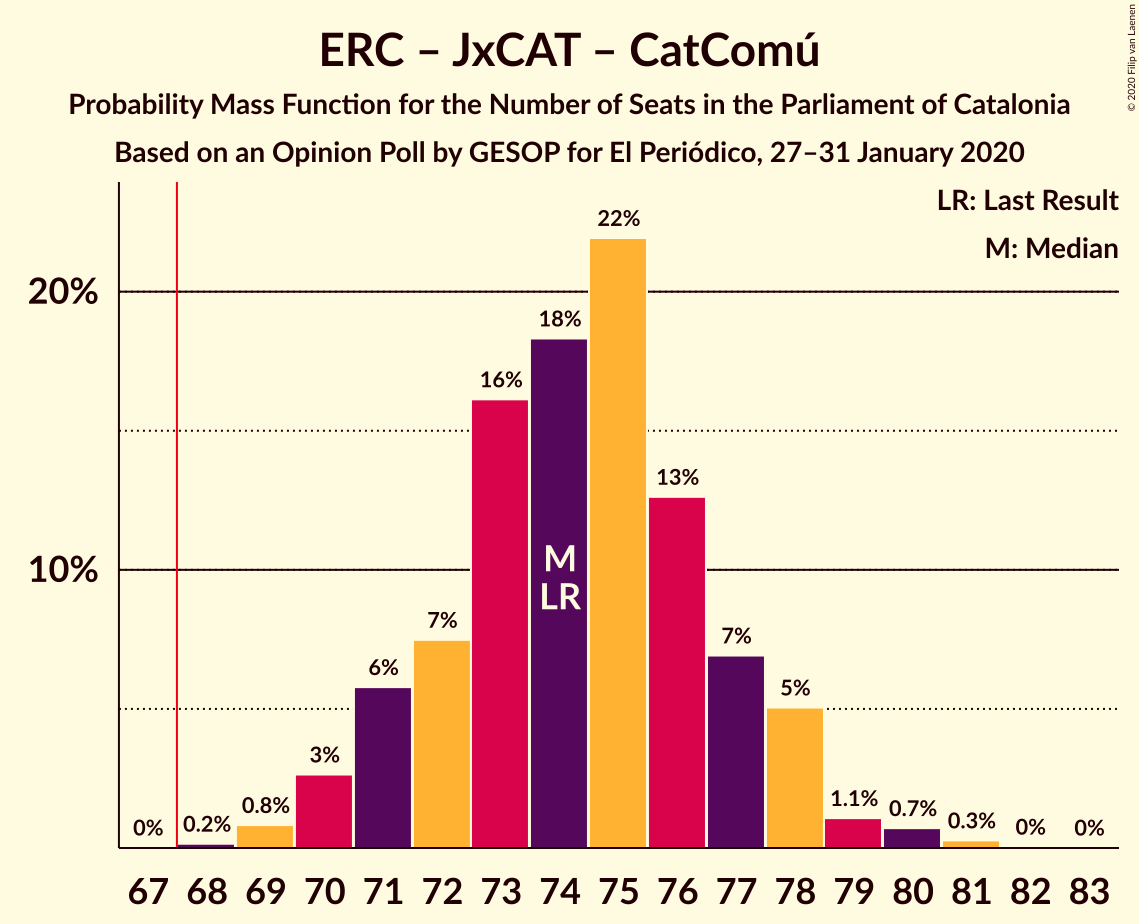 ERC – JxCAT – CatComú
Probability Mass Function for the Number of Seats in the Parliament of Catalonia
Based on an Opinion Poll by GESOP for El Periódico, 27–31 January 2020
© 2020 Filip van Laenen
LR: Last Result
M: Median
22%
20%
18%
16%
13%
M
LR
10%
7%
7%
6%
5%
3%
1.1%
0.8%
0.7%
0.3%
0.2%
0%
0%
0%
67 68 69 70 71 72 73 74 75 76 77 78 79 80 81 82 83